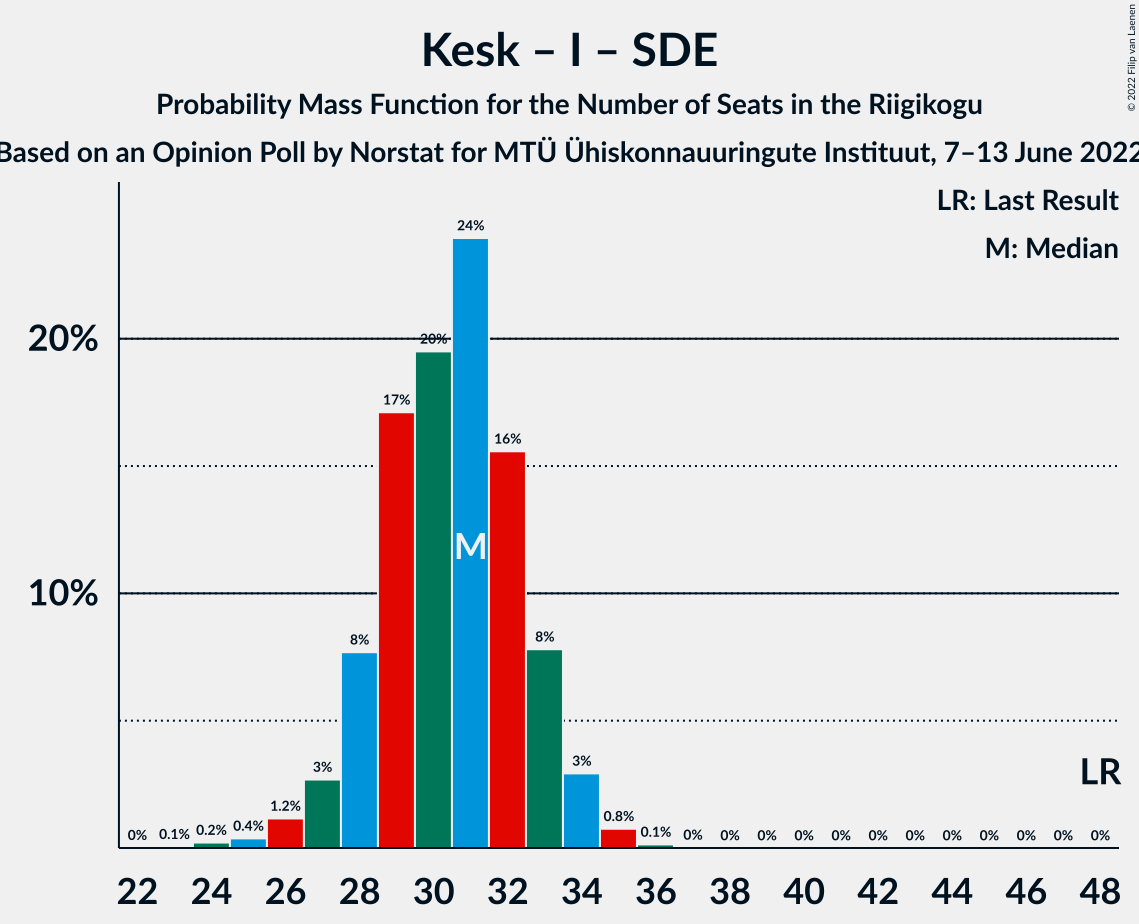 Kesk – I – SDE
Probability Mass Function for the Number of Seats in the Riigikogu
Based on an Opinion Poll by Norstat for MTÜ Ühiskonnauuringute Instituut, 7–13 June 2022
© 2022 Filip van Laenen
LR: Last Result
M: Median
20%
10%
0% 0.1% 0.2% 0.4% 1.2% 3% 8% 17% 20% 24% 16% 8% 3% 0.8% 0.1% 0% 0% 0% 0% 0% 0% 0% 0% 0% 0% 0% 0%
M
LR
22 24 26 28 30 32 34 36 38 40 42 44 46 48